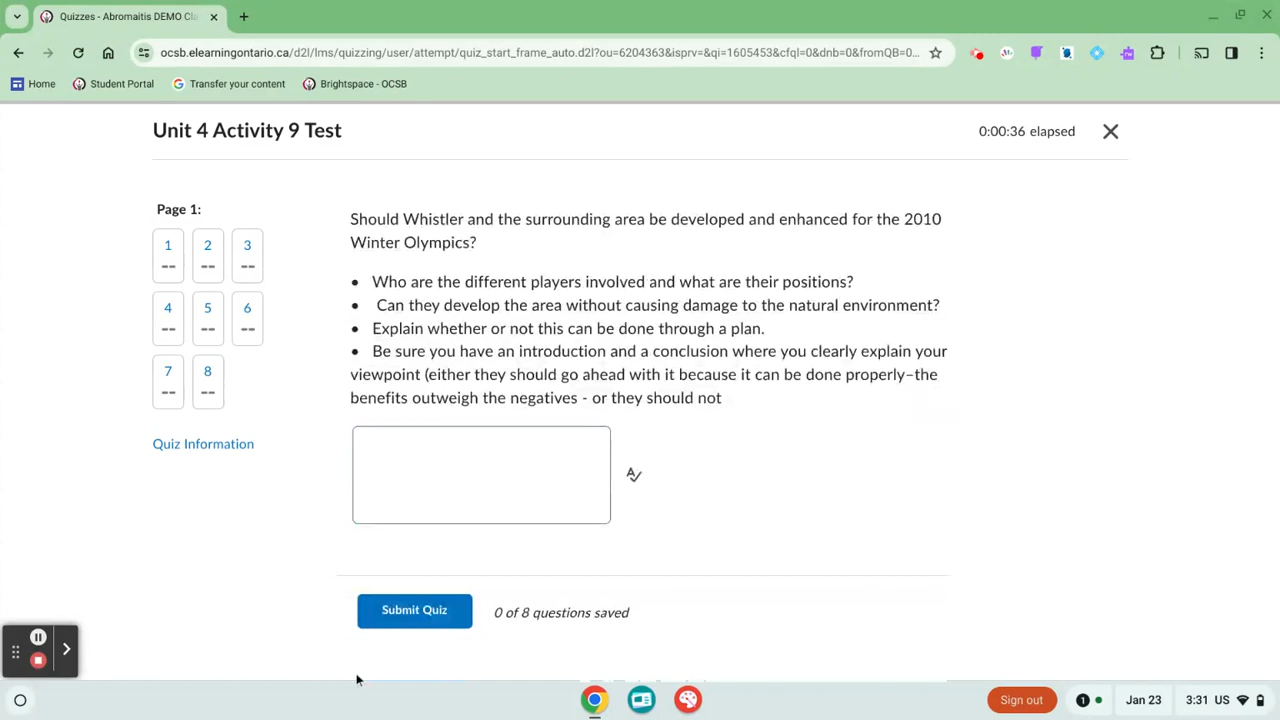 Quizzes - Abromaitis DEMO Cla
ocsb.elearningontario.ca/d2l/lms/quizzing/user/attempt/quiz_start_frame_auto.d2l?ou=6204363&isprv=&qi=1605453&cfql=0&dnb=0&fromQB=0...
Home
Student Portal
Transfer your content
Brightspace - OCSB
Unit 4 Activity 9 Test
0:00:36 elapsed
Page 1:
1 2 3
-- -- --
4 5 6
-- -- --
7 8
-- --
Quiz Information
Should Whistler and the surrounding area be developed and enhanced for the 2010
Winter Olympics?
• Who are the different players involved and what are their positions?
• Can they develop the area without causing damage to the natural environment?
• Explain whether or not this can be done through a plan.
• Be sure you have an introduction and a conclusion where you clearly explain your
viewpoint (either they should go ahead with it because it can be done properly–the
benefits outweigh the negatives - or they should not
Submit Quiz
0 of 8 questions saved
Sign out
1
Jan 23
3:31 US